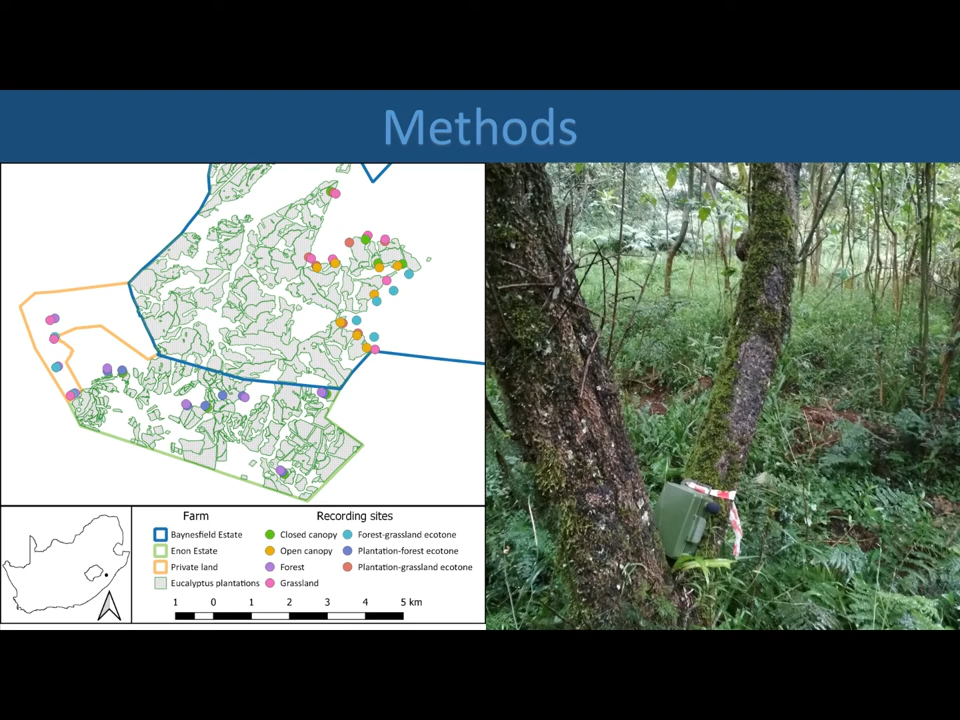 Methods
Farm
Baynesfield Estate
Enon Estate
Private land
Eucalyptus plantations
Recording sites
Closed canopy
Open canopy
Forest
Grassland
Forest-grassland ecotone
Plantation-forest ecotone
Plantation-grassland ecotone
1 0 1 2 3 4 5 km